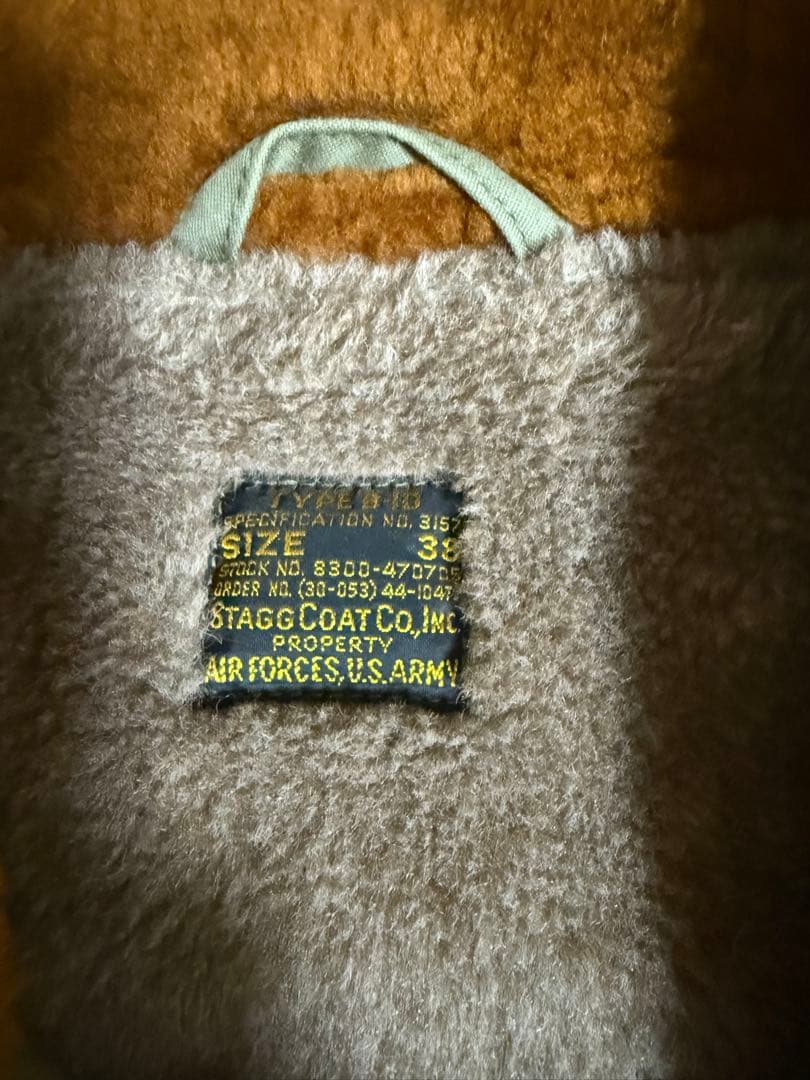 TYPE B-10
SPECIFICATION NO. 3157
SIZE 38
STOCK NO. 8300-470705
ORDER NO. (30-053) 44-1047
STAGG COAT CO., INC.
PROPERTY
AIR FORCES, U.S. ARMY